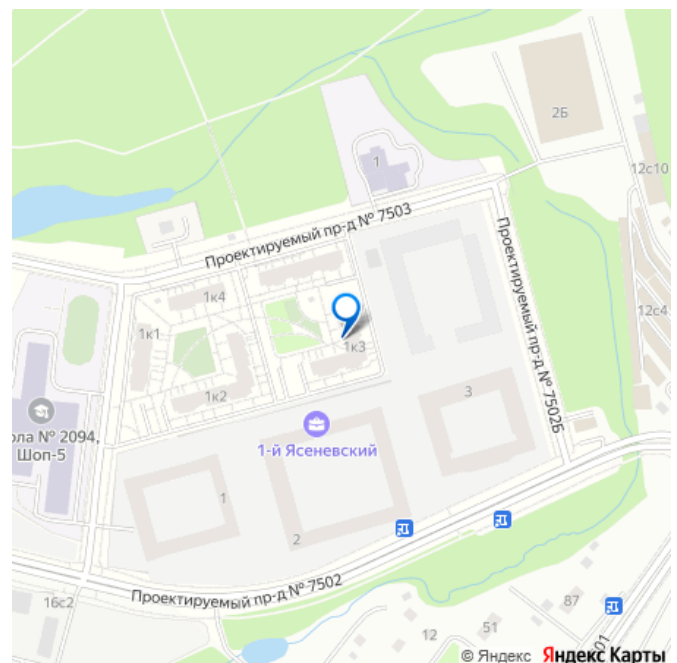 2Б
1
12с10
Проектируемый пр-д № 7503
1к4
1к1
1к3
12с4
Проектируемый пр-д № 7502Б
1к2
3
ола № 2094,
Шоп-5
1-й Ясеневский
1
2
Проектируемый пр-д № 7502
16с2
87
51
12
01
© Яндекс Яндекс Карты